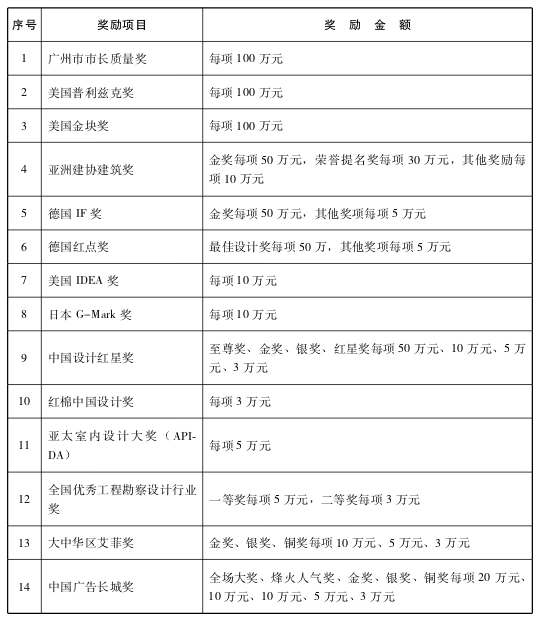 序号 奖励项目 奖 励 金 额
1 广州市市长质量奖 每项 100 万元
2 美国普利兹克奖 每项 100 万元
3 美国金块奖 每项 100 万元
4 亚洲建协建筑奖 金奖每项 50 万元，荣誉提名奖每项 30 万元，其他奖励每
项 10 万元
5 德国 IF 奖 金奖每项 50 万元，其他奖项每项 5 万元
6 德国红点奖 最佳设计奖每项 50 万，其他奖项每项 5 万元
7 美国 IDEA 奖 每项 10 万元
8 日本 G-Mark 奖 每项 10 万元
9 中国设计红星奖 至尊奖、金奖、银奖、红星奖每项 50 万元、10 万元、5 万
元、3 万元
10 红棉中国设计奖 每项 3 万元
11 亚太室内设计大奖（API-
DA） 每项 5 万元
12 全国优秀工程勘察设计行业
奖 一等奖每项 5 万元，二等奖每项 3 万元
13 大中华区艾菲奖 金奖、银奖、铜奖每项 10 万元、5 万元、3 万元
14 中国广告长城奖 全场大奖、烽火人气奖、金奖、银奖、铜奖每项 20 万元、
10 万元、10 万元、5 万元、3 万元